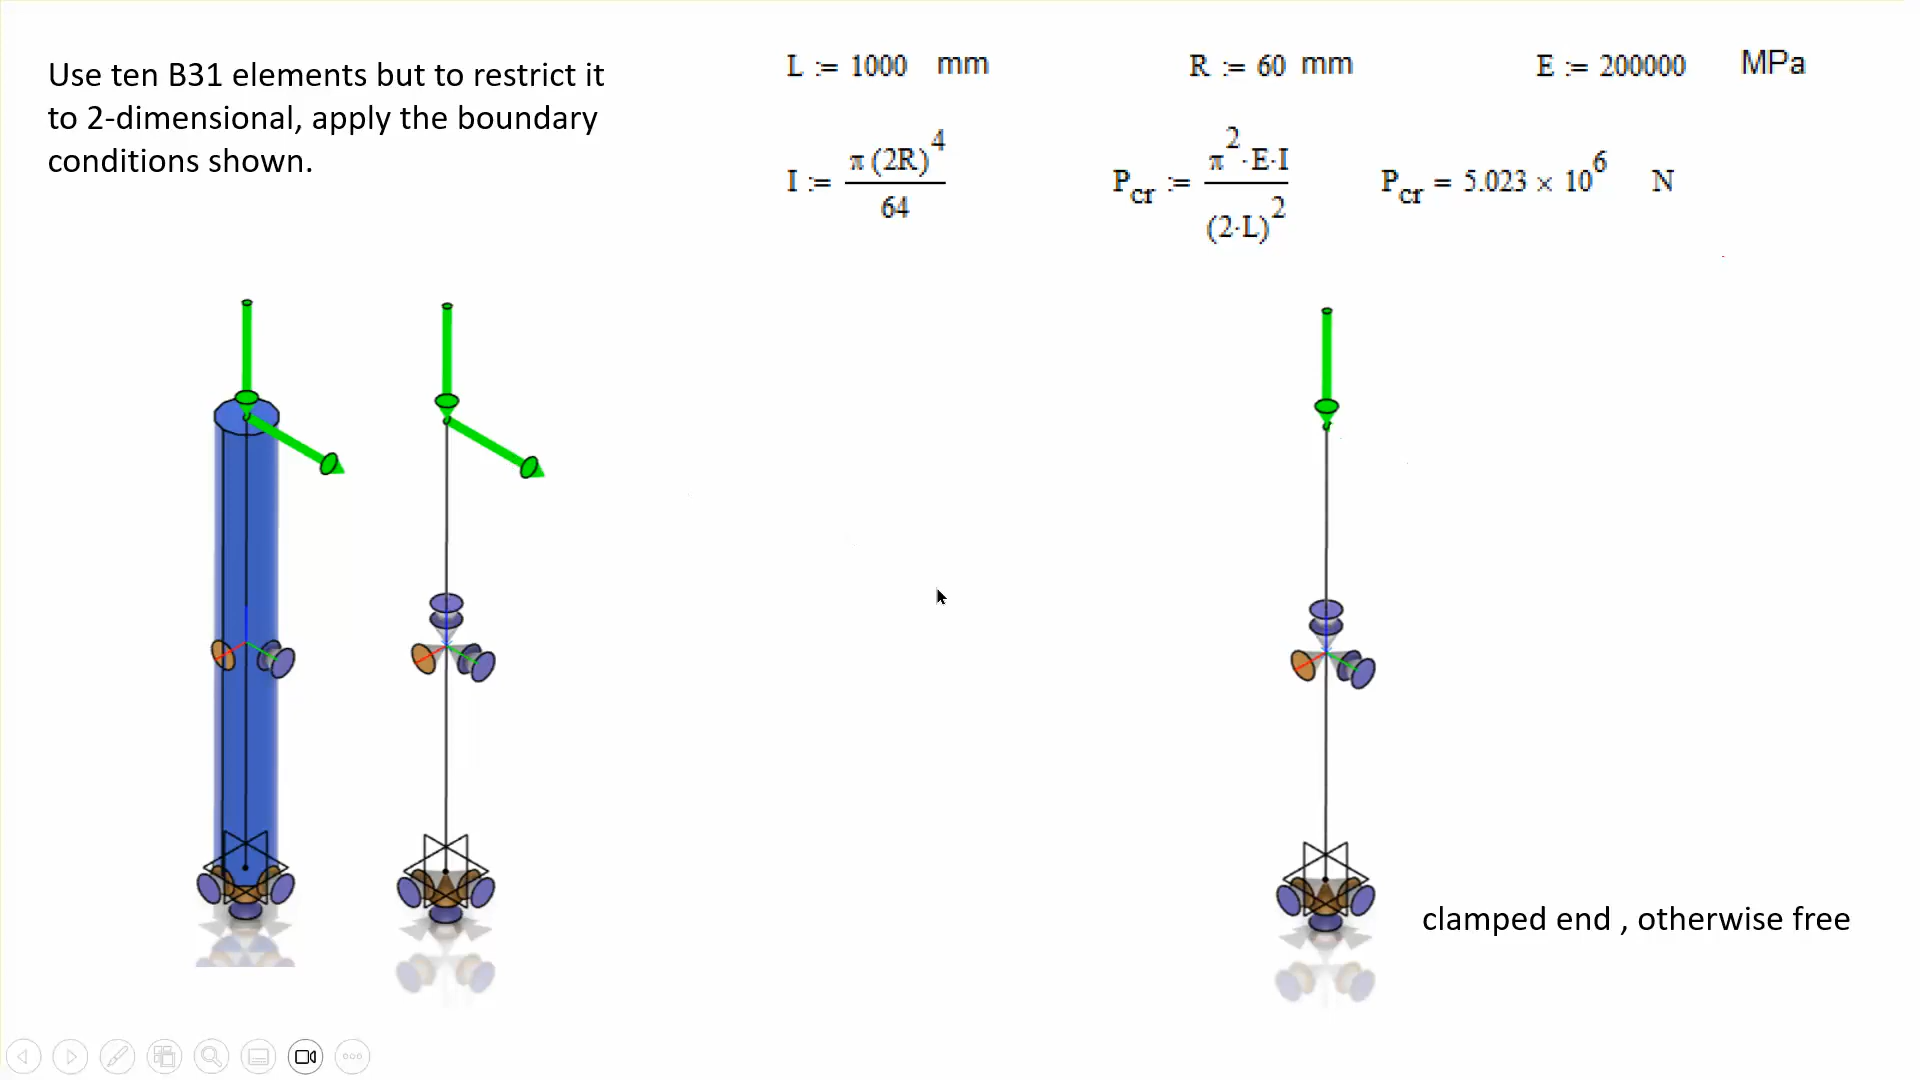 Use ten B31 elements but to restrict it
to 2-dimensional, apply the boundary
conditions shown.
L := 1000 mm
R := 60 mm
E := 200000 MPa
I := π (2R)^4 / 64
P_cr := π^2·E·I / (2·L)^2
P_cr = 5.023 × 10^6 N
clamped end , otherwise free